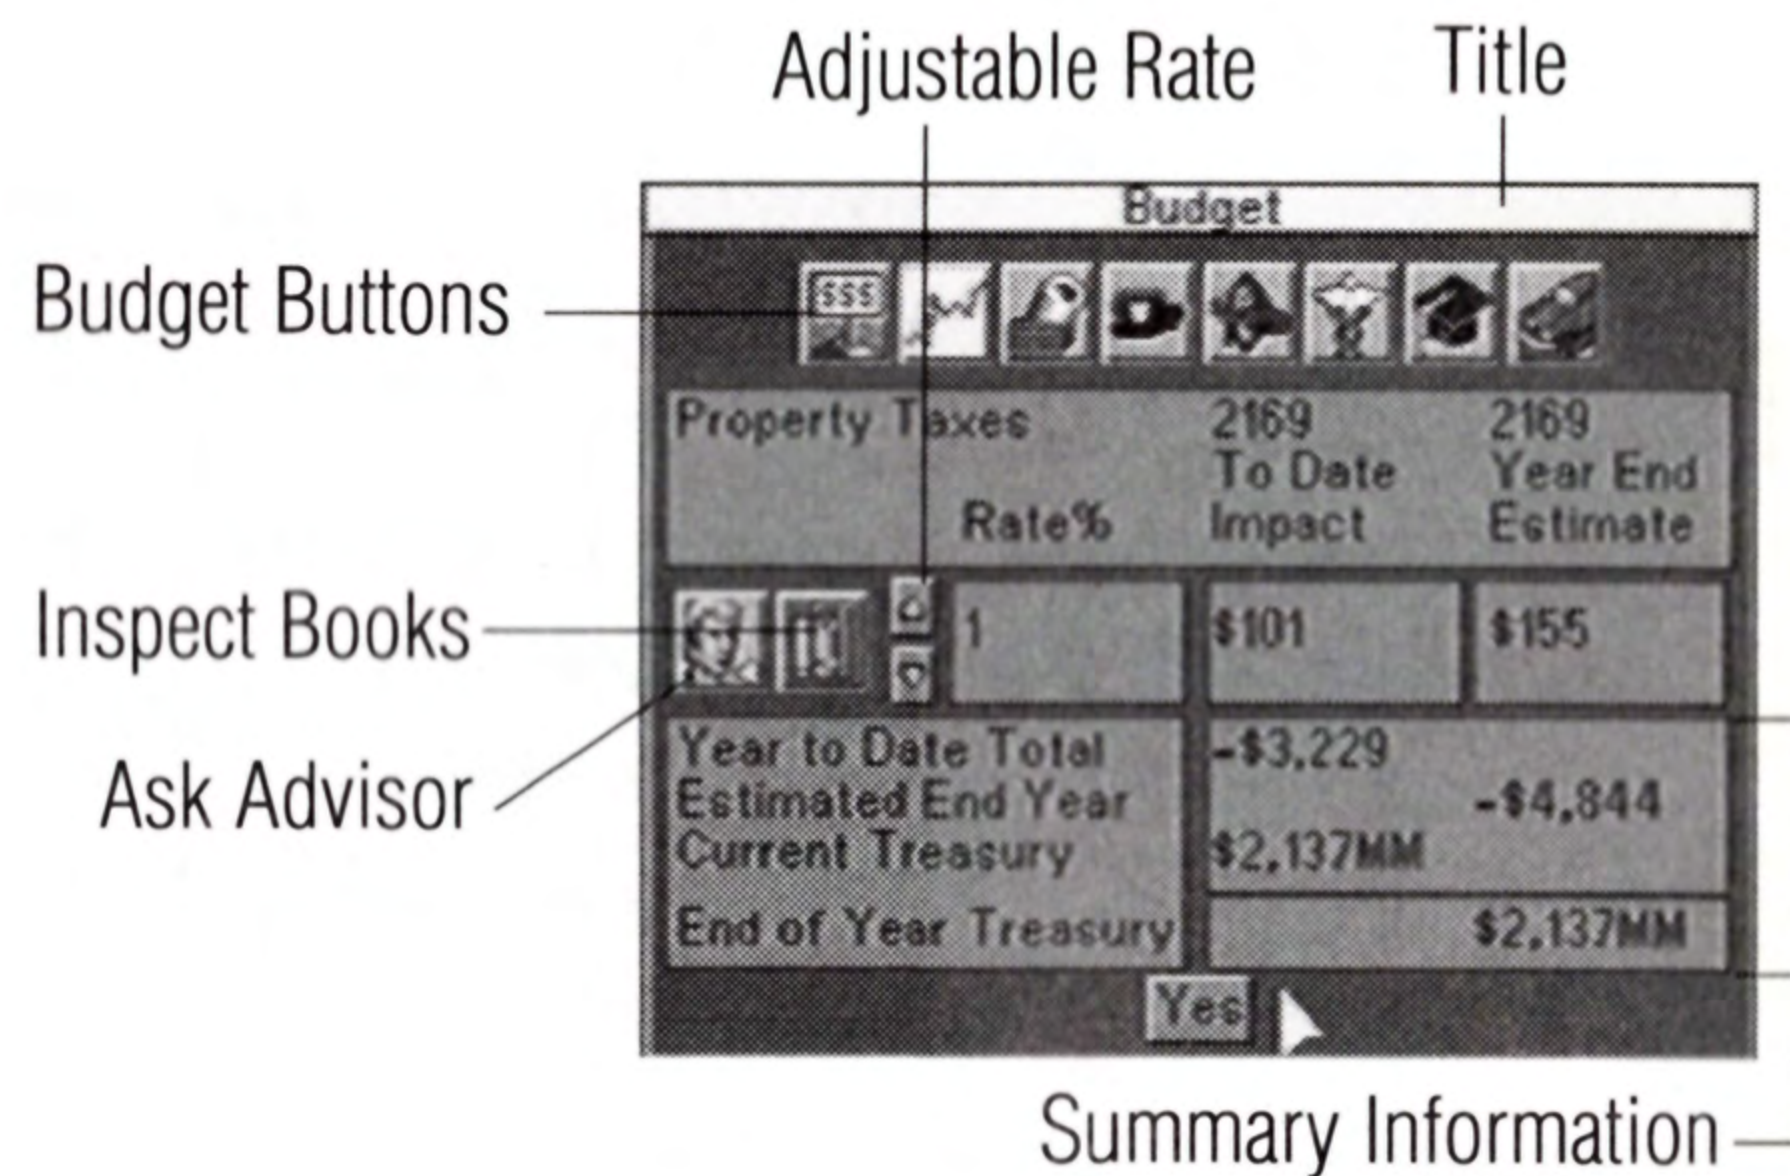 Adjustable Rate
Title
Budget
Budget Buttons
$$$
Property Taxes 2169 2169
To Date Year End
Rate% Impact Estimate
Inspect Books
1 $101 $155
Ask Advisor
Year to Date Total -$3,229
Estimated End Year -$4,844
Current Treasury $2,137MM
End of Year Treasury $2,137MM
Yes
Summary Information